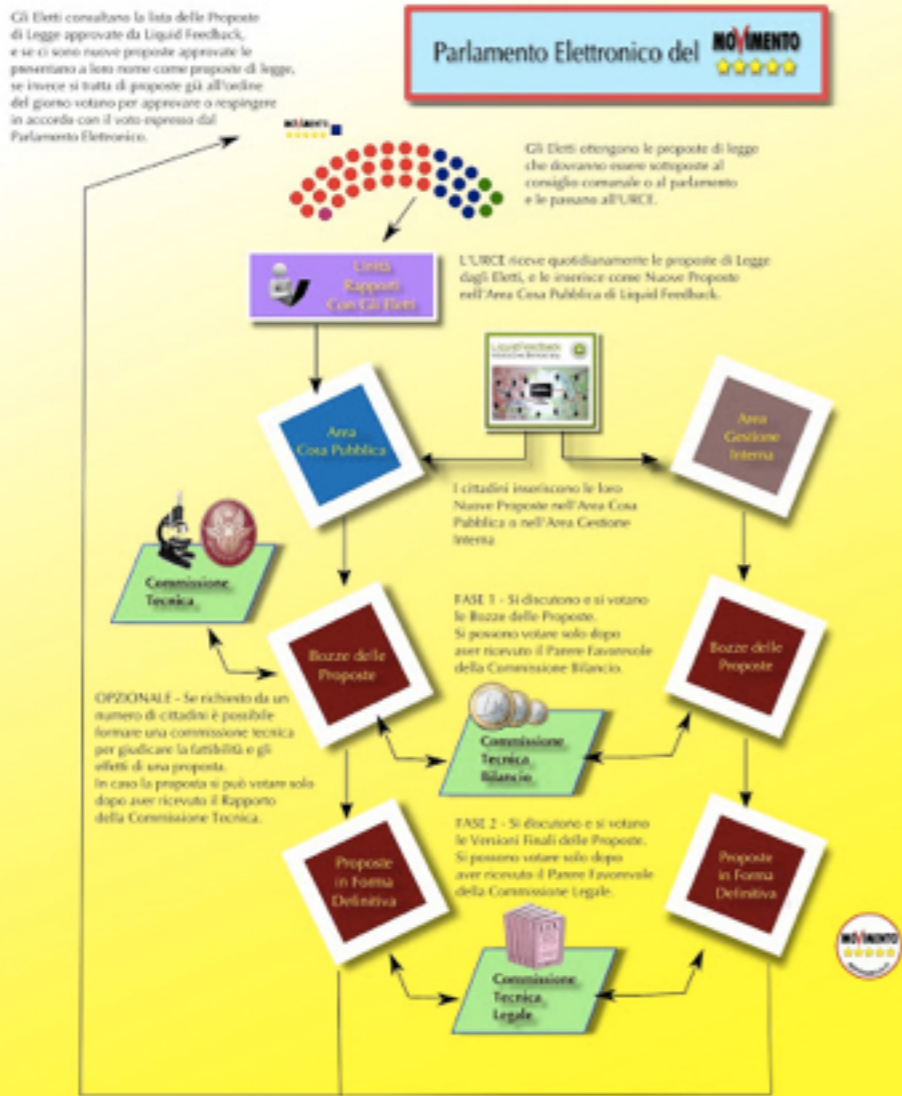 Gli Eletti consultano la lista delle Proposte
di Legge approvate da Liquid Feedback,
e se ci sono nuove proposte approvate le
presentano a loro nome come proposte di legge,
se invece si tratta di proposte già all'ordine
del giorno votano per approvare o respingere
in accordo con il voto espresso dal
Parlamento Elettronico.
Parlamento Elettronico del MOVIMENTO
MOVIMENTO
Gli Eletti ottengono le proposte di legge
che dovranno essere sottoposte al
consiglio comunale o al parlamento
e le passano all'URCE.
Unità
Rapporti
Con Gli Eletti
L'URCE riceve quotidianamente le proposte di Legge
dagli Eletti, e le inserisce come Nuove Proposte
nell'Area Cosa Pubblica di Liquid Feedback.
LiquidFeedback
Area
Cosa Pubblica
Area
Gestione
Interna
I cittadini inseriscono le loro
Nuove Proposte nell'Area Cosa
Pubblica o nell'Area Gestione
Interna
Commissione
Tecnica
FASE 1 - Si discutono e si votano
le Bozze delle Proposte.
Si possono votare solo dopo
aver ricevuto il Parere Favorevole
della Commissione Bilancio.
Bozze delle
Proposte
Bozze delle
Proposte
OPZIONALE - Se richiesto da un
numero di cittadini è possibile
formare una commissione tecnica
per giudicare la fattibilità e gli
effetti di una proposta.
In caso la proposta si può votare solo
dopo aver ricevuto il Rapporto
della Commissione Tecnica.
Commissione
Tecnica
Bilancio
FASE 2 - Si discutono e si votano
le Versioni Finali delle Proposte.
Si possono votare solo dopo
aver ricevuto il Parere Favorevole
della Commissione Legale.
Proposte
in Forma
Definitiva
Proposte
in Forma
Definitiva
Commissione
Tecnica
Legale
MOVIMENTO